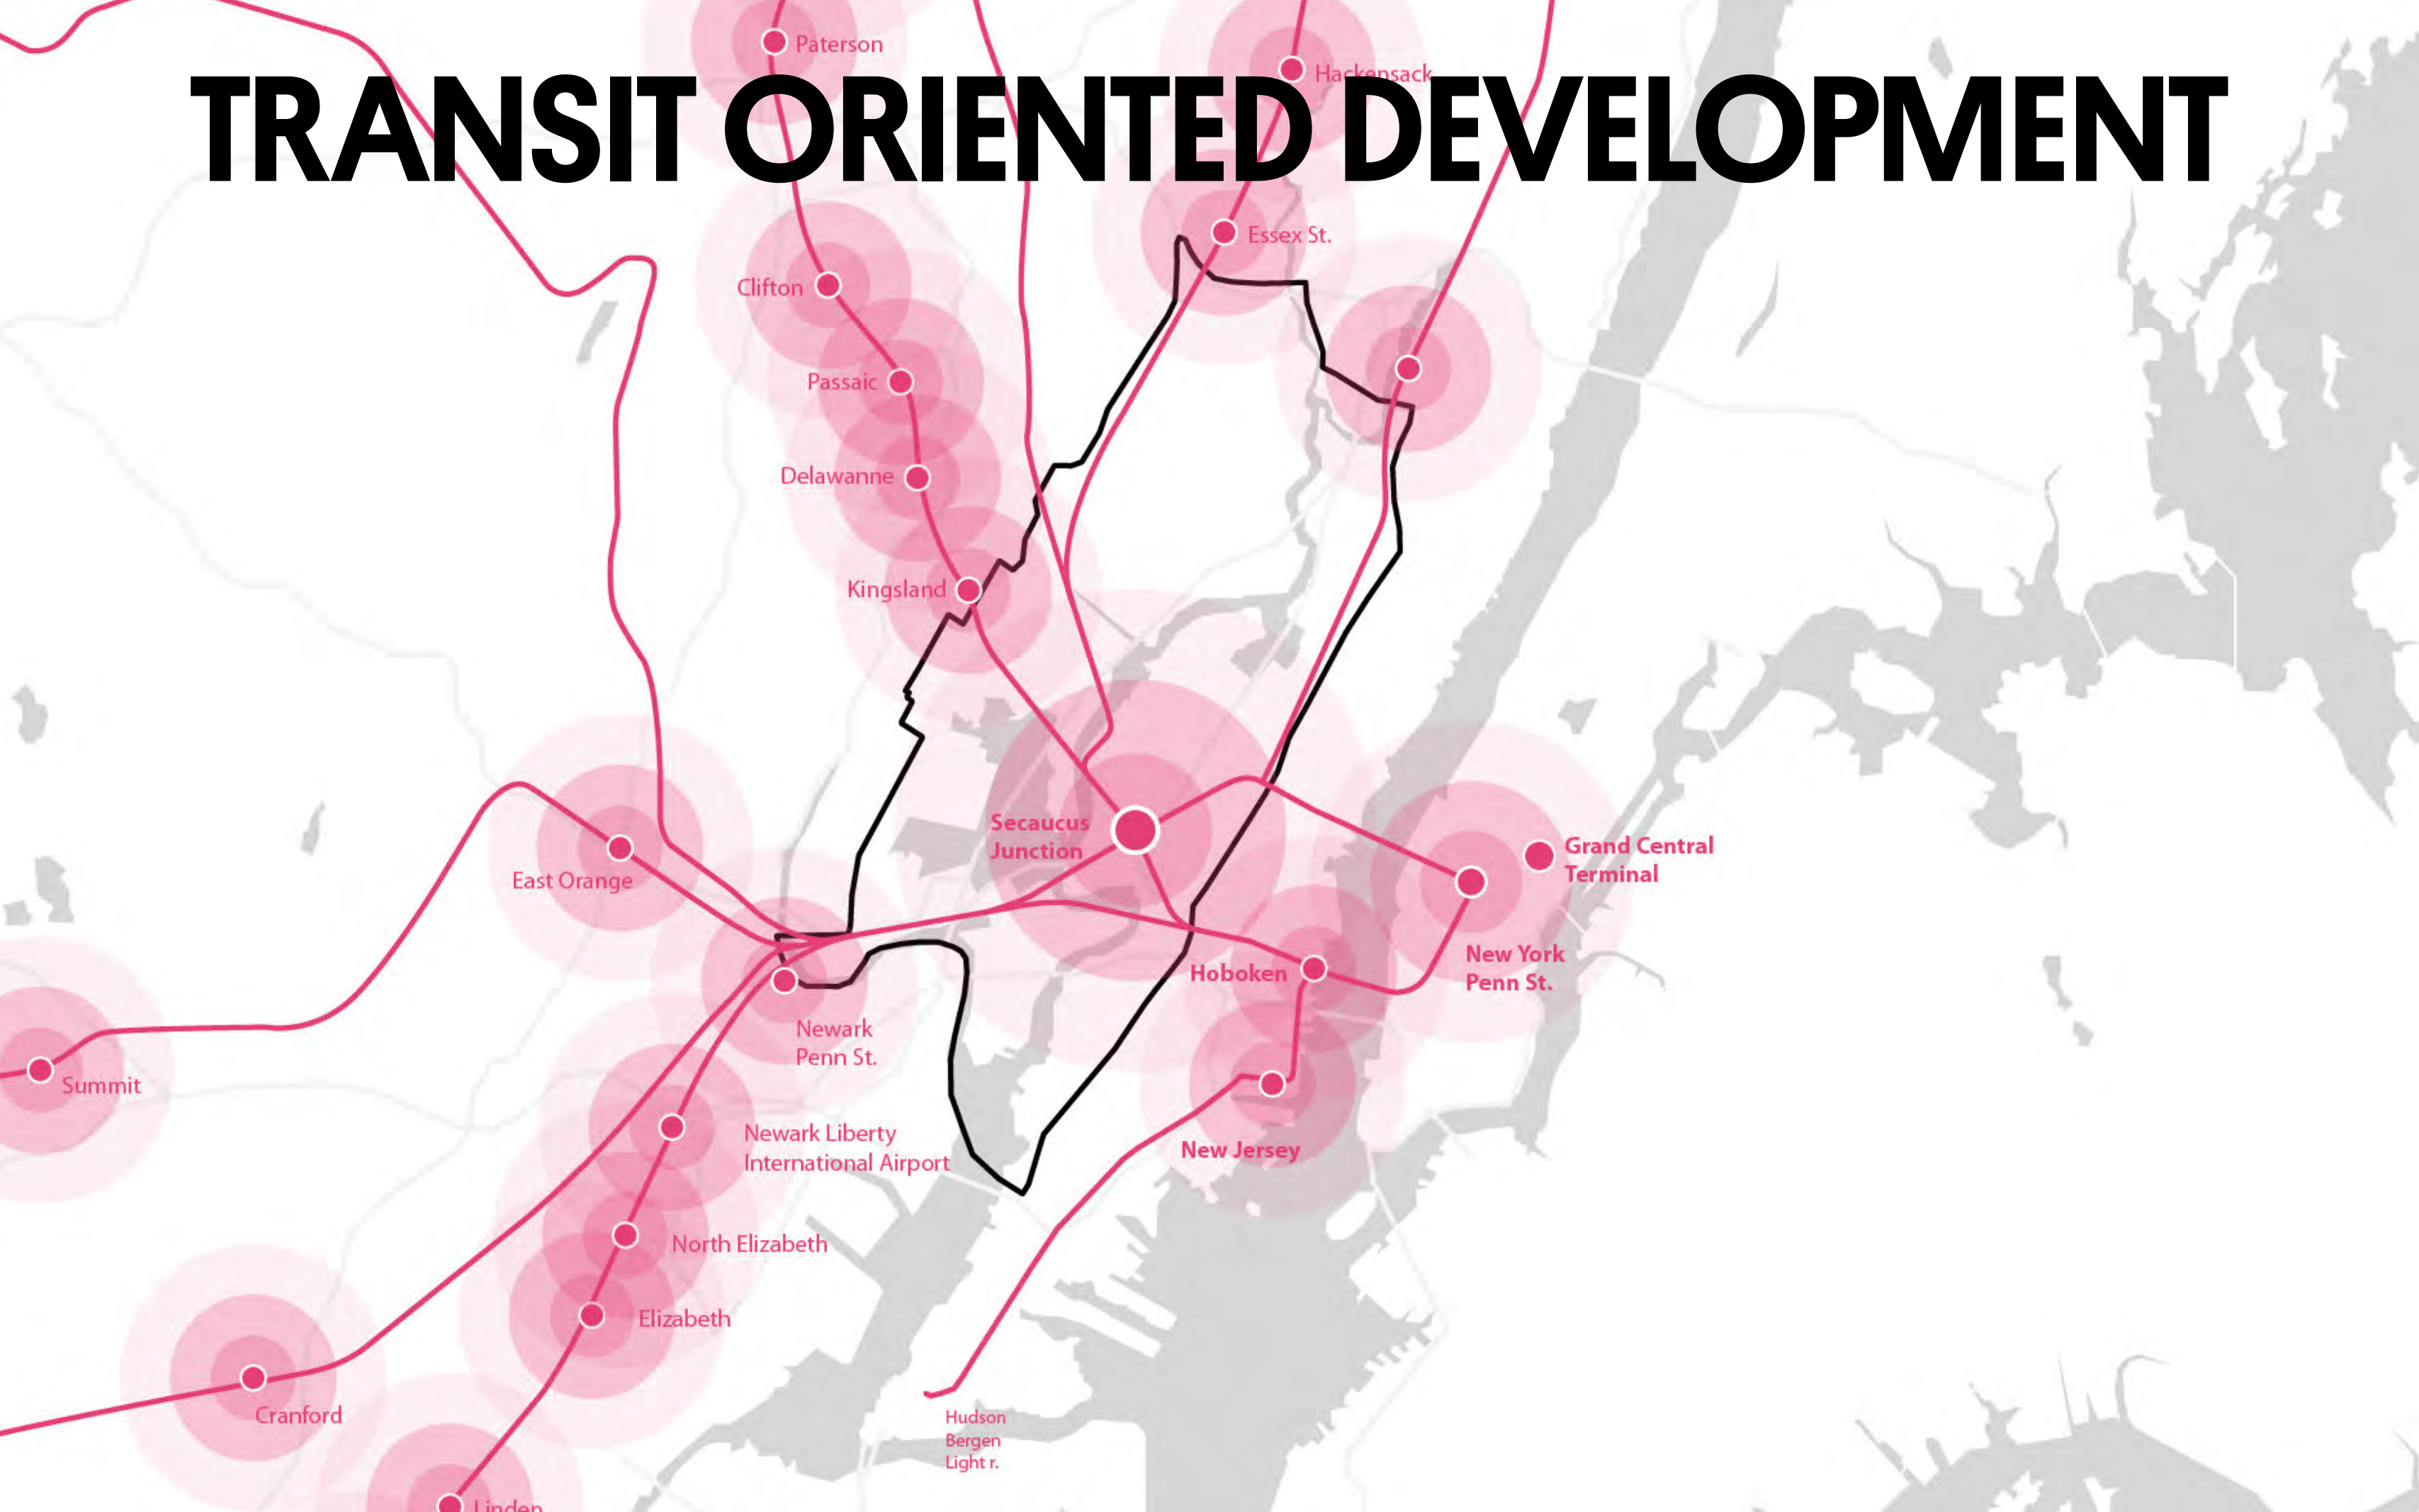 Paterson
Hackensack
TRANSIT ORIENTED DEVELOPMENT
Essex St.
Clifton
Passaic
Delawanne
Kingsland
Secaucus
Junction
Grand Central
Terminal
East Orange
New York
Penn St.
Hoboken
Newark
Penn St.
Summit
Newark Liberty
International Airport
New Jersey
North Elizabeth
Elizabeth
Cranford
Hudson
Bergen
Light r.
Linden